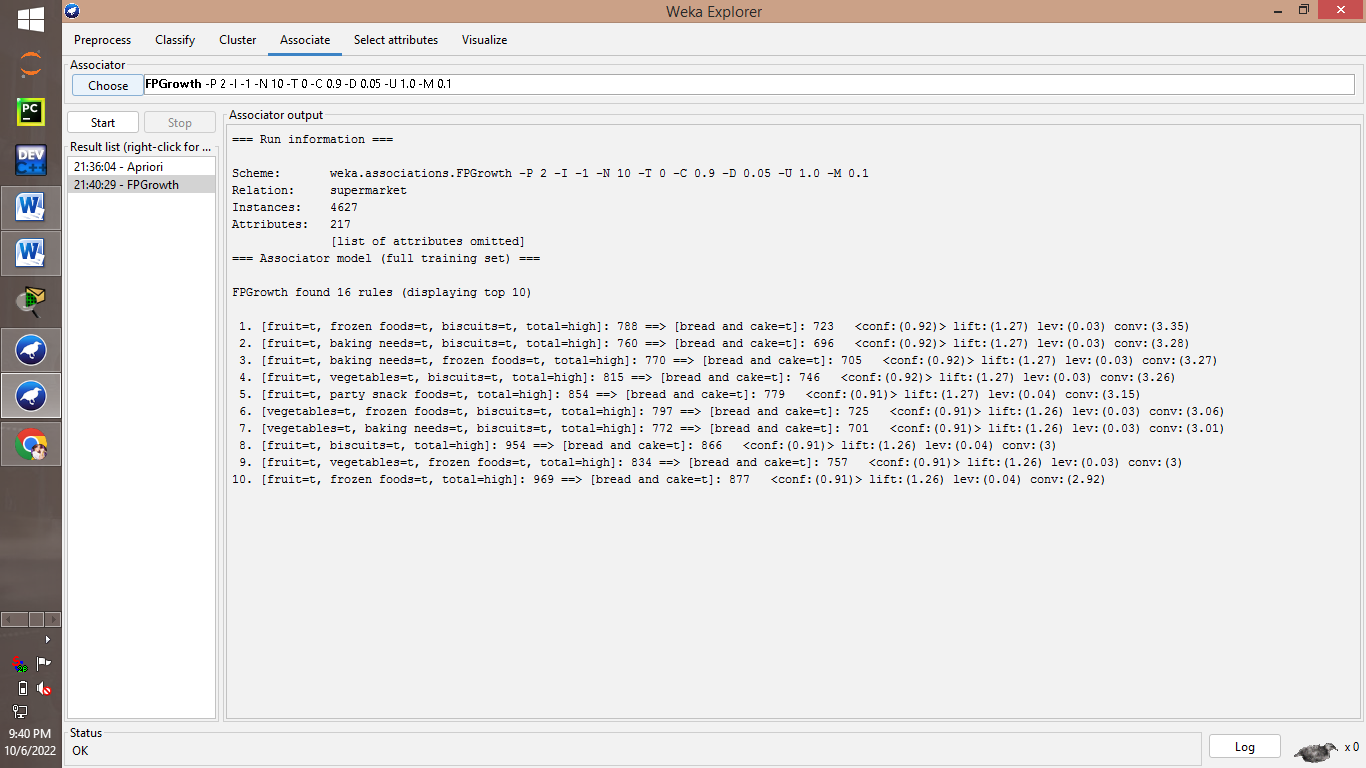 Weka Explorer
Preprocess Classify Cluster Associate Select attributes Visualize
Associator
Choose FPGrowth -P 2 -I -1 -N 10 -T 0 -C 0.9 -D 0.05 -U 1.0 -M 0.1
Start Stop
Result list (right-click for ...
21:36:04 - Apriori
21:40:29 - FPGrowth
Associator output
=== Run information ===
Scheme: weka.associations.FPGrowth -P 2 -I -1 -N 10 -T 0 -C 0.9 -D 0.05 -U 1.0 -M 0.1
Relation: supermarket
Instances: 4627
Attributes: 217
[list of attributes omitted]
=== Associator model (full training set) ===
FPGrowth found 16 rules (displaying top 10)
1. [fruit=t, frozen foods=t, biscuits=t, total=high]: 788 ==> [bread and cake=t]: 723 <conf:(0.92)> lift:(1.27) lev:(0.03) conv:(3.35)
2. [fruit=t, baking needs=t, biscuits=t, total=high]: 760 ==> [bread and cake=t]: 696 <conf:(0.92)> lift:(1.27) lev:(0.03) conv:(3.28)
3. [fruit=t, baking needs=t, frozen foods=t, total=high]: 770 ==> [bread and cake=t]: 705 <conf:(0.92)> lift:(1.27) lev:(0.03) conv:(3.27)
4. [fruit=t, vegetables=t, biscuits=t, total=high]: 815 ==> [bread and cake=t]: 746 <conf:(0.92)> lift:(1.27) lev:(0.03) conv:(3.26)
5. [fruit=t, party snack foods=t, total=high]: 854 ==> [bread and cake=t]: 779 <conf:(0.91)> lift:(1.27) lev:(0.04) conv:(3.15)
6. [vegetables=t, frozen foods=t, biscuits=t, total=high]: 797 ==> [bread and cake=t]: 725 <conf:(0.91)> lift:(1.26) lev:(0.03) conv:(3.06)
7. [vegetables=t, baking needs=t, biscuits=t, total=high]: 772 ==> [bread and cake=t]: 701 <conf:(0.91)> lift:(1.26) lev:(0.03) conv:(3.01)
8. [fruit=t, biscuits=t, total=high]: 954 ==> [bread and cake=t]: 866 <conf:(0.91)> lift:(1.26) lev:(0.04) conv:(3)
9. [fruit=t, vegetables=t, frozen foods=t, total=high]: 834 ==> [bread and cake=t]: 757 <conf:(0.91)> lift:(1.26) lev:(0.03) conv:(3)
10. [fruit=t, frozen foods=t, total=high]: 969 ==> [bread and cake=t]: 877 <conf:(0.91)> lift:(1.26) lev:(0.04) conv:(2.92)
Status
OK
Log
x 0
PC
DEV
C++
W
W
9:40 PM
10/6/2022